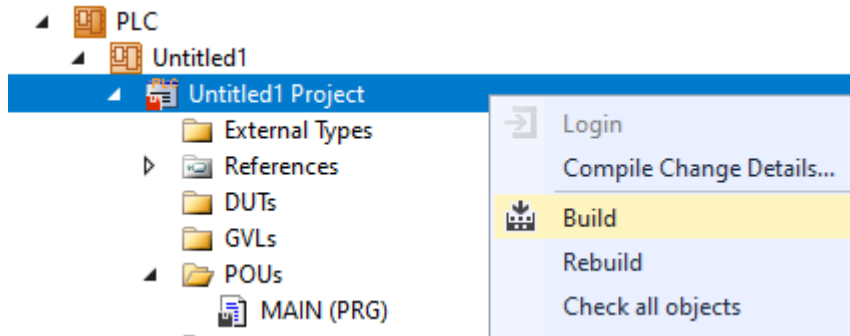 PLC
Untitled1
Untitled1 Project
External Types
References
DUTs
GVLs
POUs
MAIN (PRG)
Login
Compile Change Details...
Build
Rebuild
Check all objects